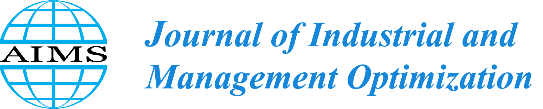 AIMS
Journal of Industrial and
Management Optimization